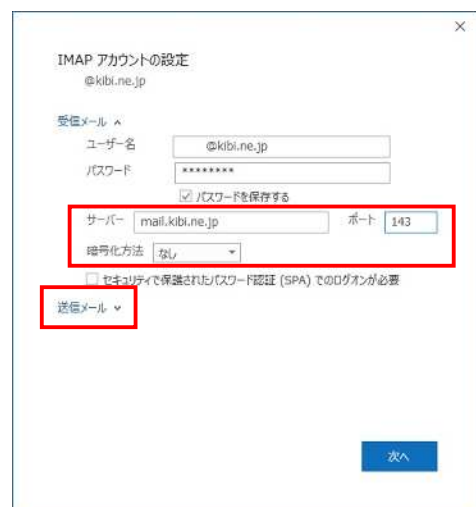 IMAP アカウントの設定
@kibi.ne.jp
受信メール
ユーザー名 @kibi.ne.jp
パスワード ********
パスワードを保存する
サーバー mail.kibi.ne.jp ポート 143
暗号化方法 なし
セキュリティで保護されたパスワード認証 (SPA) でのログオンが必要
送信メール
次へ